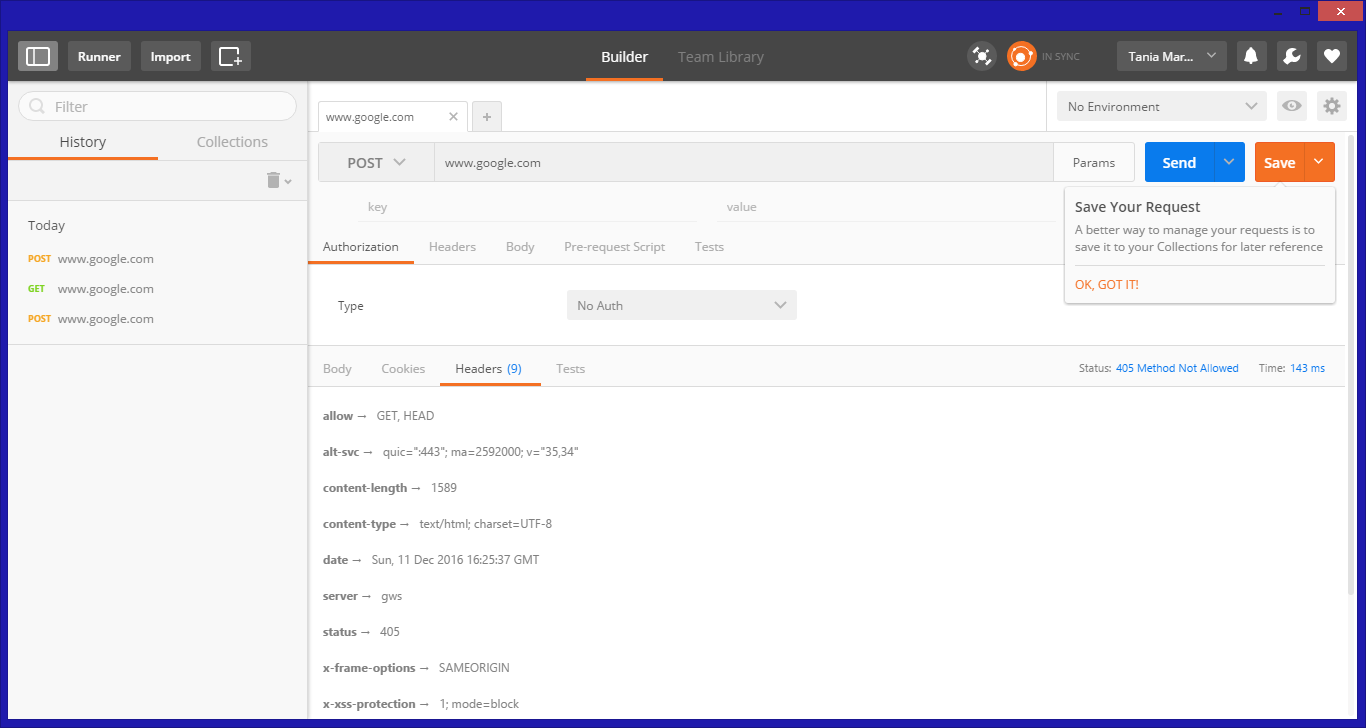 Runner
Import
Builder
Team Library
IN SYNC
Tania Mar...
Filter
History
Collections
Today
POST www.google.com
GET www.google.com
POST www.google.com
www.google.com
No Environment
POST
www.google.com
Params
Send
Save
key
value
Save Your Request
A better way to manage your requests is to
save it to your Collections for later reference
OK, GOT IT!
Authorization
Headers
Body
Pre-request Script
Tests
Type
No Auth
Body
Cookies
Headers (9)
Tests
Status: 405 Method Not Allowed
Time: 143 ms
allow → GET, HEAD
alt-svc → quic=":443"; ma=2592000; v="35,34"
content-length → 1589
content-type → text/html; charset=UTF-8
date → Sun, 11 Dec 2016 16:25:37 GMT
server → gws
status → 405
x-frame-options → SAMEORIGIN
x-xss-protection → 1; mode=block